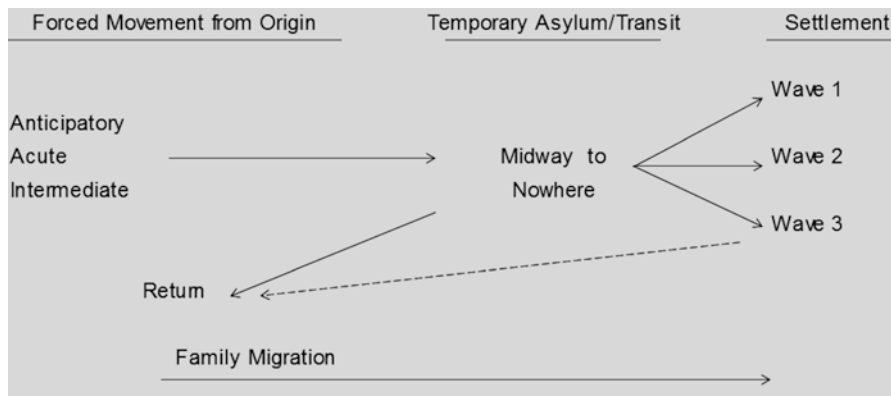 Forced Movement from Origin
Temporary Asylum/Transit
Settlement
Wave 1
Anticipatory
Acute
Intermediate
Midway to
Nowhere
Wave 2
Wave 3
Return
Family Migration